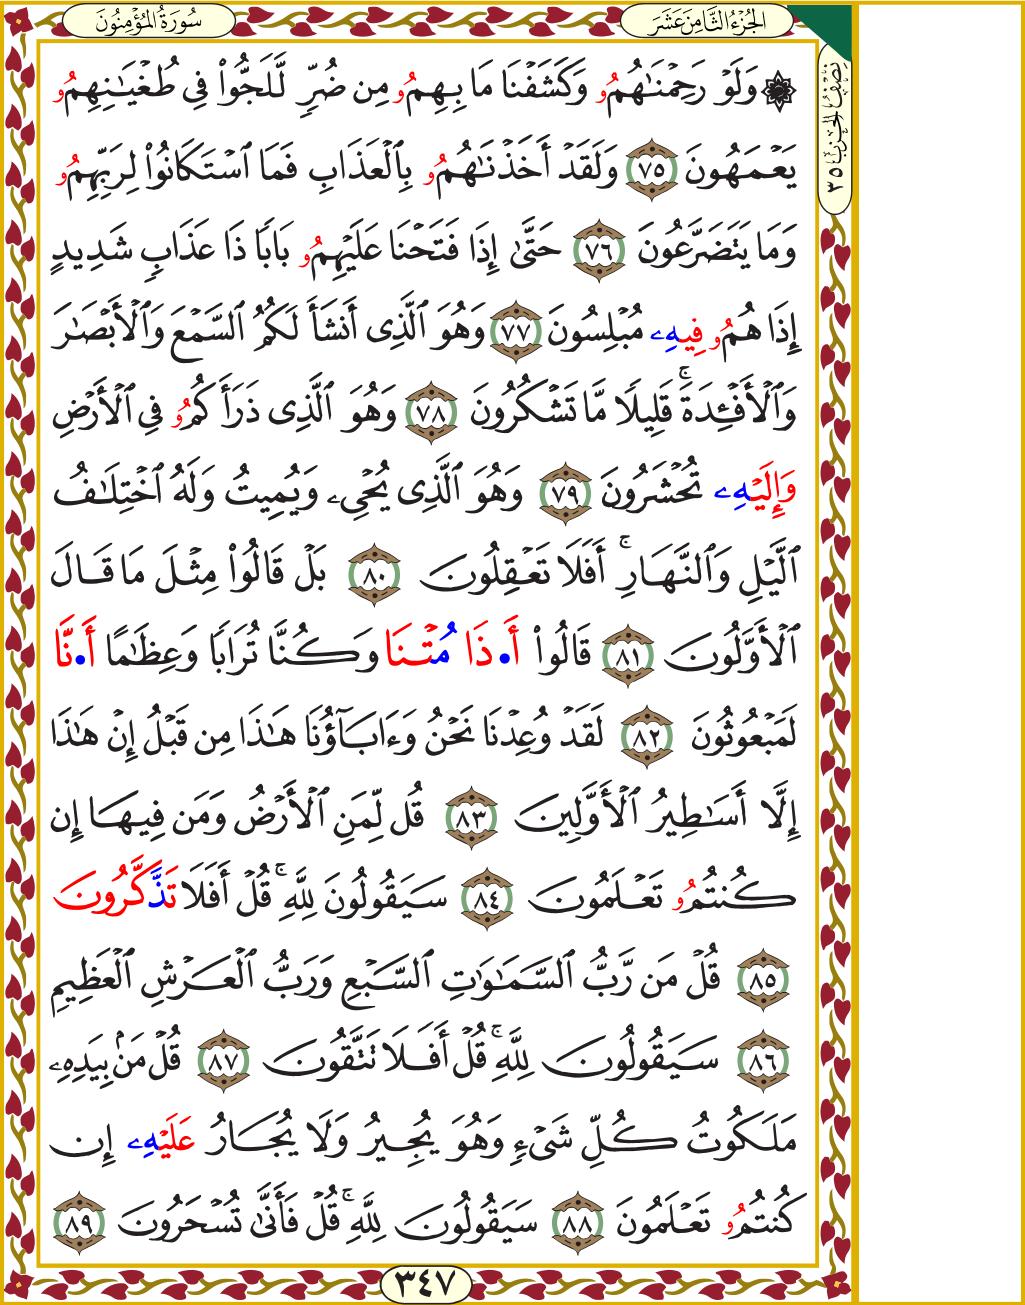 سُورَةُ المُؤْمِنُونَ
الجُزْءُ الثَّامِنَ عَشَرَ
نِصْفُ الحِزْبِ ٣٥
۞ وَلَوْ رَحِمْنَٰهُمُو وَكَشَفْنَا مَا بِهِمُو مِن ضُرٍّ لَّلَجُّوا۟ فِي طُغْيَٰنِهِمُو
يَعْمَهُونَ ٧٥ وَلَقَدْ أَخَذْنَٰهُمُو بِٱلْعَذَابِ فَمَا ٱسْتَكَانُوا۟ لِرَبِّهِمُو
وَمَا يَتَضَرَّعُونَ ٧٦ حَتَّىٰ إِذَا فَتَحْنَا عَلَيْهِمُو بَابًا ذَا عَذَابٍ شَدِيدٍ
إِذَا هُمُو فِيهِے مُبْلِسُونَ ٧٧ وَهُوَ ٱلَّذِى أَنشَأَ لَكُمُ ٱلسَّمْعَ وَٱلْأَبْصَٰرَ
وَٱلْأَفْـِٔدَةَ ۚ قَلِيلًا مَّا تَشْكُرُونَ ٧٨ وَهُوَ ٱلَّذِى ذَرَأَكُمُو فِي ٱلْأَرْضِ
وَإِلَيْهِے تُحْشَرُونَ ٧٩ وَهُوَ ٱلَّذِى يُحْيِۦ وَيُمِيتُ وَلَهُ ٱخْتِلَٰفُ
ٱلَّيْلِ وَٱلنَّهَارِ ۚ أَفَلَا تَعْقِلُونَ ٨٠ بَلْ قَالُوا۟ مِثْلَ مَا قَالَ
ٱلْأَوَّلُونَ ٨١ قَالُوا۟ أَ•ذَا مُتْنَا وَكُنَّا تُرَابًا وَعِظَٰمًا أَ•نَّا
لَمَبْعُوثُونَ ٨٢ لَقَدْ وُعِدْنَا نَحْنُ وَءَابَآؤُنَا هَٰذَا مِن قَبْلُ إِنْ هَٰذَا
إِلَّا أَسَٰطِيرُ ٱلْأَوَّلِينَ ٨٣ قُل لِّمَنِ ٱلْأَرْضُ وَمَن فِيهَا إِن
كُنتُمُو تَعْلَمُونَ ٨٤ سَيَقُولُونَ لِلَّهِ ۚ قُلْ أَفَلَا تَذَّكَّرُونَ
٨٥ قُلْ مَن رَّبُّ ٱلسَّمَٰوَٰتِ ٱلسَّبْعِ وَرَبُّ ٱلْعَرْشِ ٱلْعَظِيمِ
٨٦ سَيَقُولُونَ لِلَّهِ ۚ قُلْ أَفَلَا تَتَّقُونَ ٨٧ قُلْ مَنۢ بِيَدِهِۦ
مَلَكُوتُ كُلِّ شَىْءٍ وَهُوَ يُجِيرُ وَلَا يُجَارُ عَلَيْهِے إِن
كُنتُمُو تَعْلَمُونَ ٨٨ سَيَقُولُونَ لِلَّهِ ۚ قُلْ فَأَنَّىٰ تُسْحَرُونَ ٨٩
٣٤٧